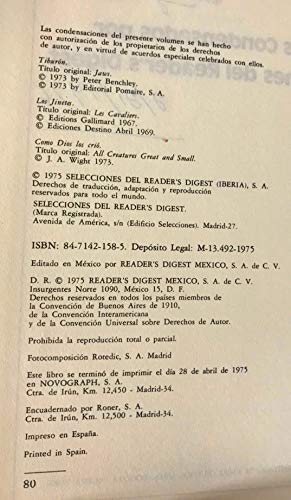 Las condensaciones del presente volumen se han hecho
con autorización de los propietarios de los derechos
de autor, y en virtud de acuerdos especiales celebrados con ellos.
Tiburón.
Título original: Jaws.
© 1973 by Peter Benchley.
© 1973 by Editorial Pomaire, S. A.
Los Jinetes.
Título original: Les Cavaliers.
© Editions Gallimard 1967.
© Ediciones Destino Abril 1969.
Como Dios los crió.
Título original: All Creatures Great and Small.
© J. A. Wight 1973.
© 1975 SELECCIONES DEL READER'S DIGEST (IBERIA), S. A.
Derechos de traducción, adaptación y reproducción
reservados para todo el mundo.
SELECCIONES DEL READER'S DIGEST.
(Marca Registrada).
Avenida de América, s/n (Edificio Selecciones). Madrid-27.
ISBN: 84-7142-158-5. Depósito Legal: M-13.492-1975
Editado en México por READER'S DIGEST MEXICO, S. A. de C. V.
D. R. © 1975 READER'S DIGEST MEXICO, S. A. de C. V.
Insurgentes Norte 1090, México 15, D. F.
Derechos reservados en todos los países miembros de
la Convención de Buenos Aires de 1910,
de la Convención Interamericana
y de la Convención Universal sobre Derechos de Autor.
Prohibida la reproducción total o parcial.
Fotocomposición Rotedic, S. A. Madrid
Este libro se terminó de imprimir el día 28 de abril de 1975
en NOVOGRAPH, S. A.
Ctra. de Irún, Km. 12,450 - Madrid-34.
Encuadernado por Roner, S. A.
Ctra. de Irún, Km. 12,500 - Madrid-34.
Impreso en España.
Printed in Spain.
80